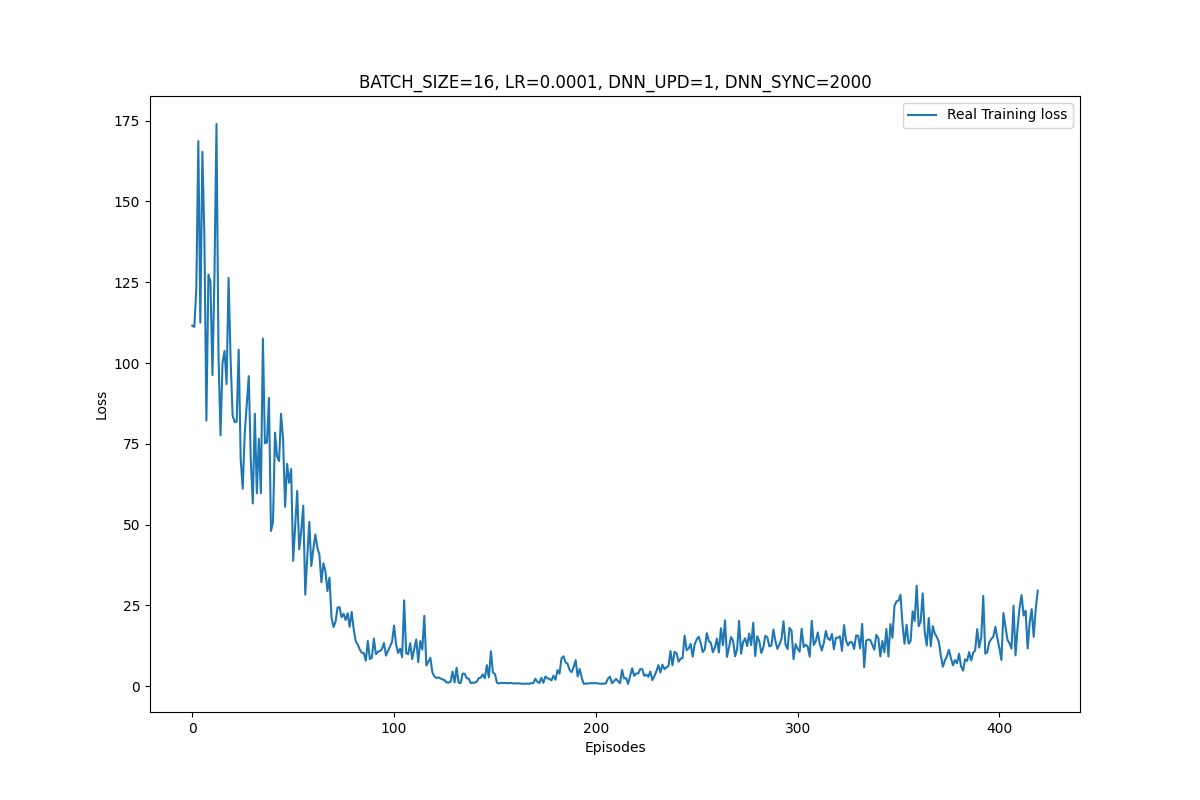 BATCH_SIZE=16, LR=0.0001, DNN_UPD=1, DNN_SYNC=2000
Real Training loss
175
150
125
100
75
50
25
0
Loss
0 100 200 300 400
Episodes